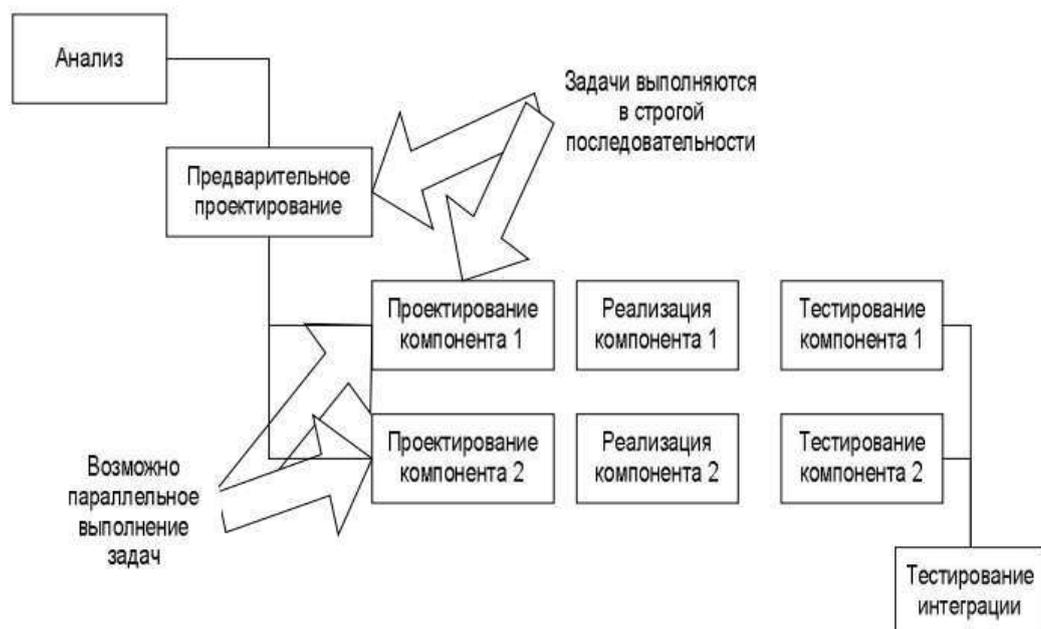 Анализ
Задачи выполняются
в строгой
последовательности
Предварительное
проектирование
Проектирование
компонента 1
Реализация
компонента 1
Тестирование
компонента 1
Проектирование
компонента 2
Реализация
компонента 2
Тестирование
компонента 2
Возможно
параллельное
выполнение
задач
Тестирование
интеграции